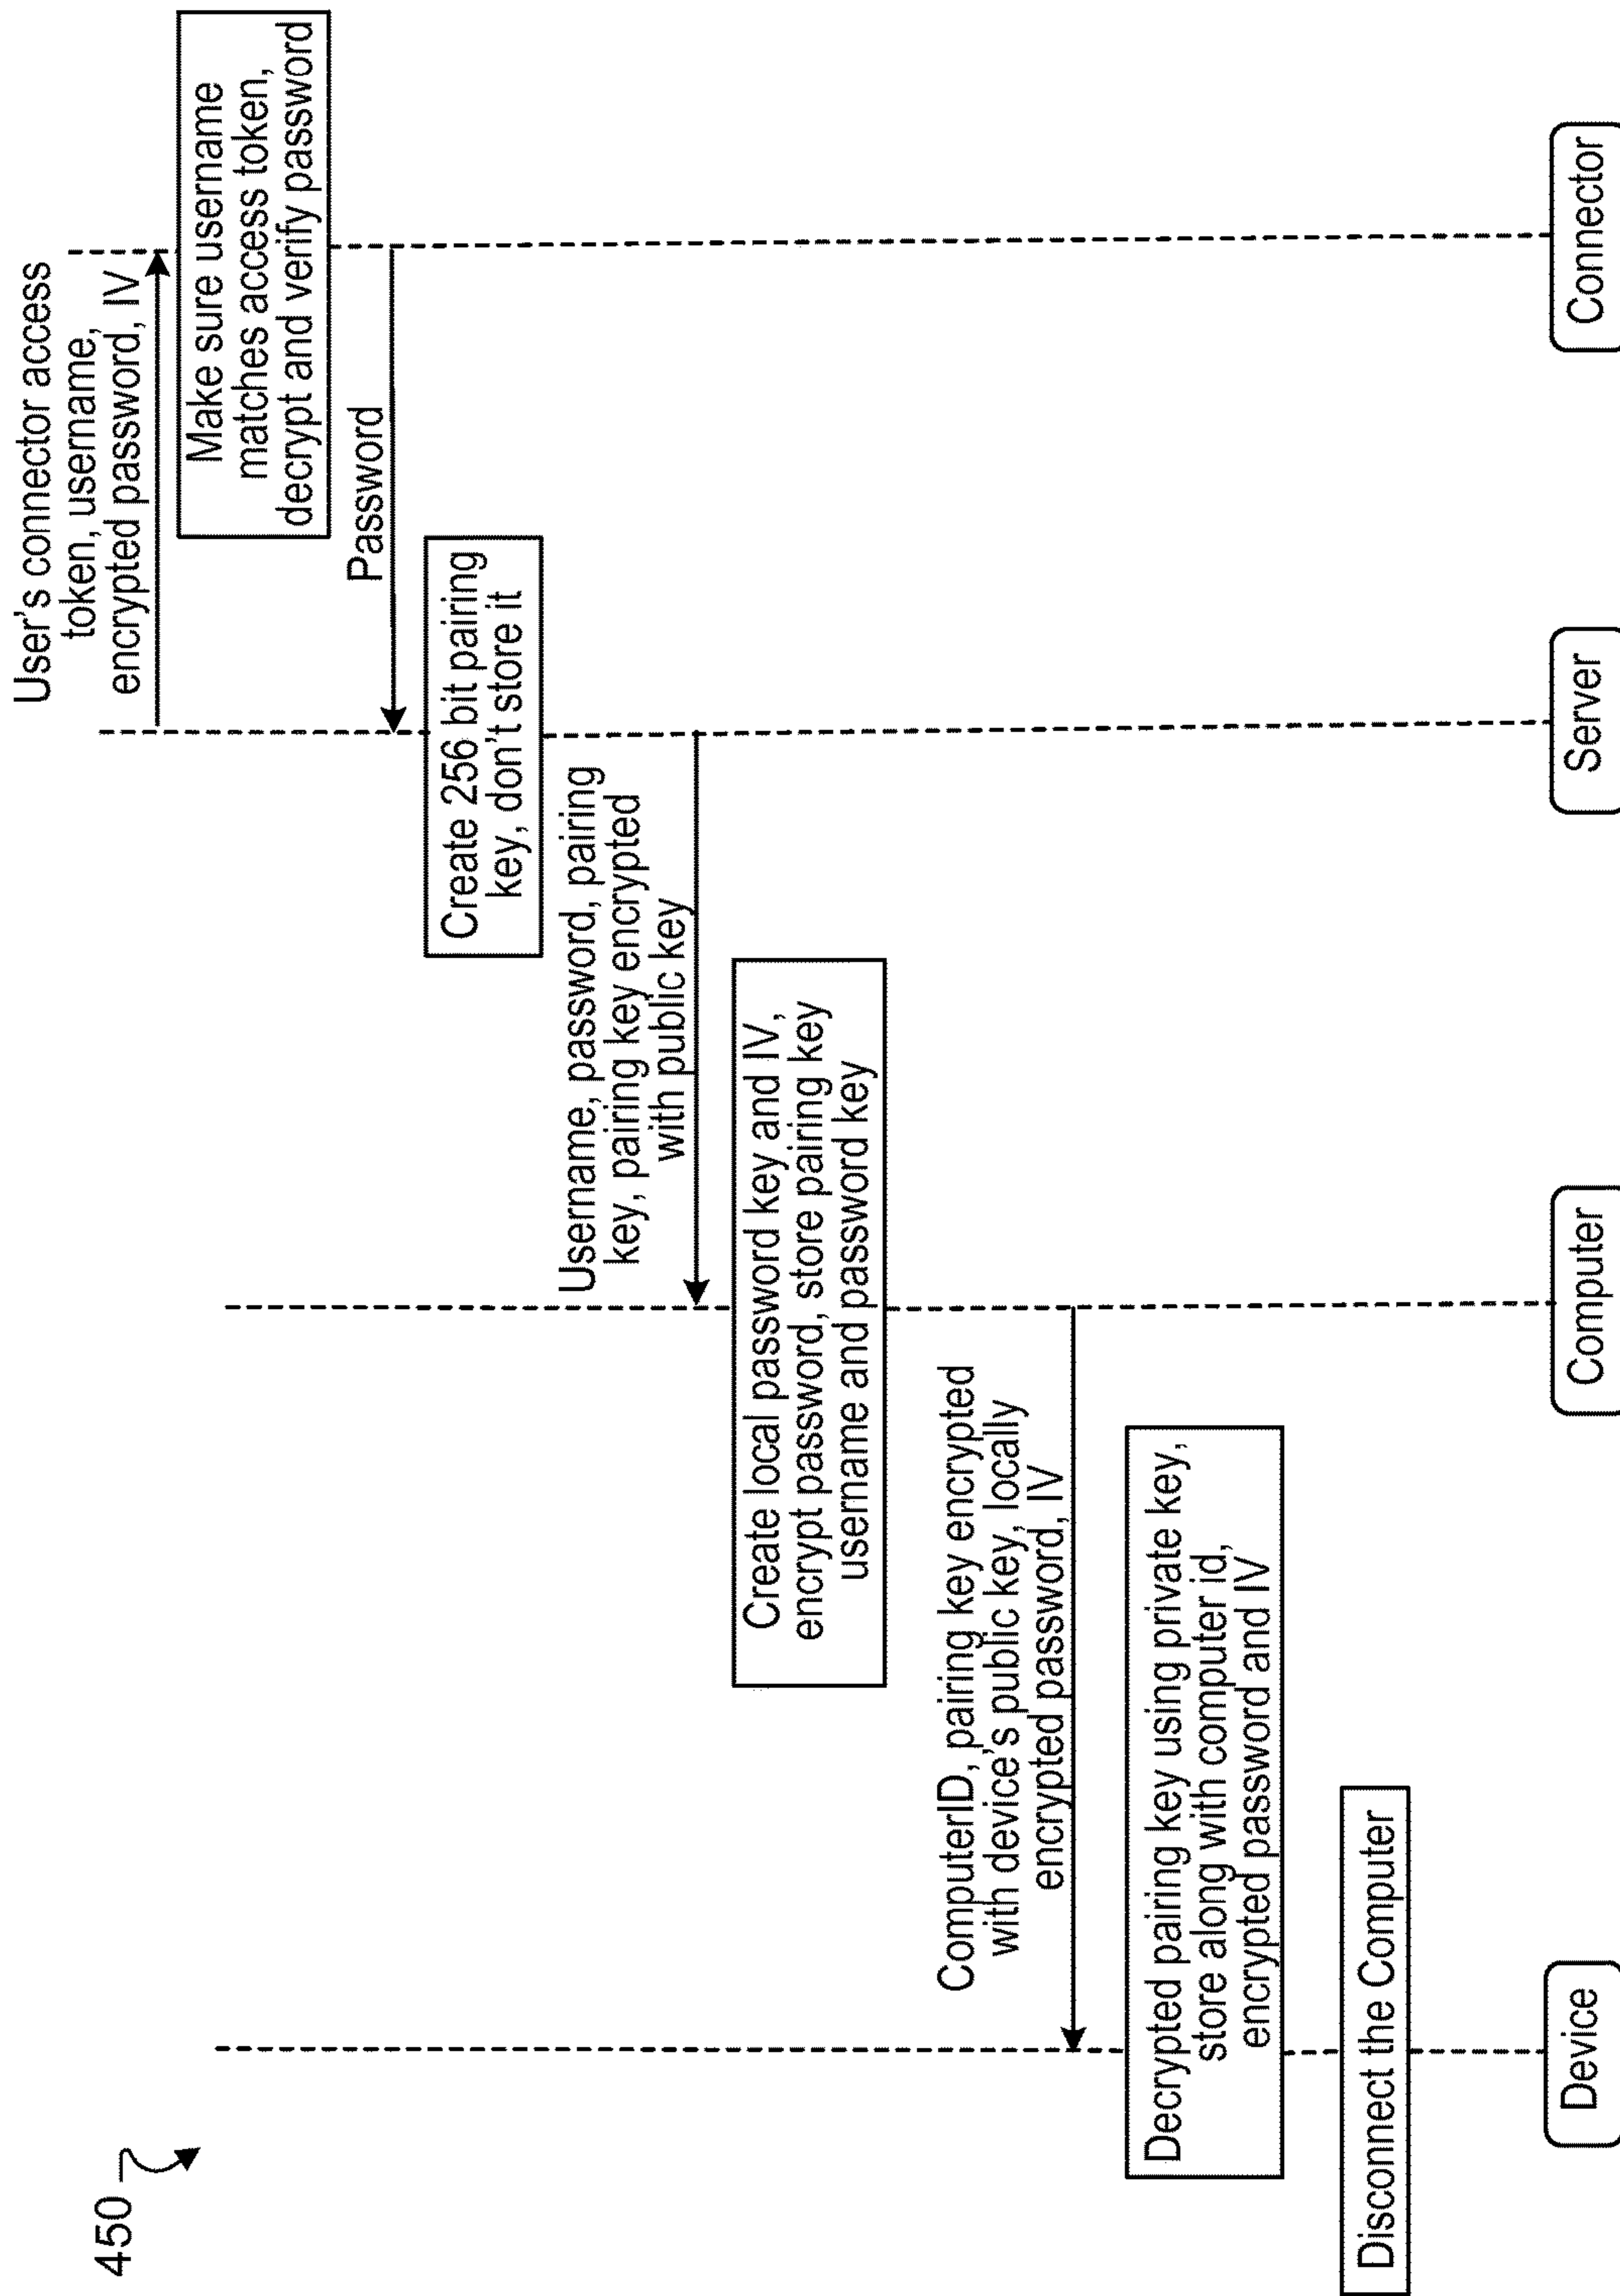 450
User's connector access
token, username,
encrypted password, IV
Make sure username
matches access token,
decrypt and verify password
Password
Create 256 bit pairing
key, don't store it
Username, password, pairing
key, pairing key encrypted
with public key
Create local password key and IV,
encrypt password, store pairing key
username and password key
ComputerID, pairing key encrypted
with device's public key, locally
encrypted password, IV
Decrypted pairing key using private key,
store along with computer id,
encrypted password and IV
Disconnect the Computer
Device
Computer
Server
Connector